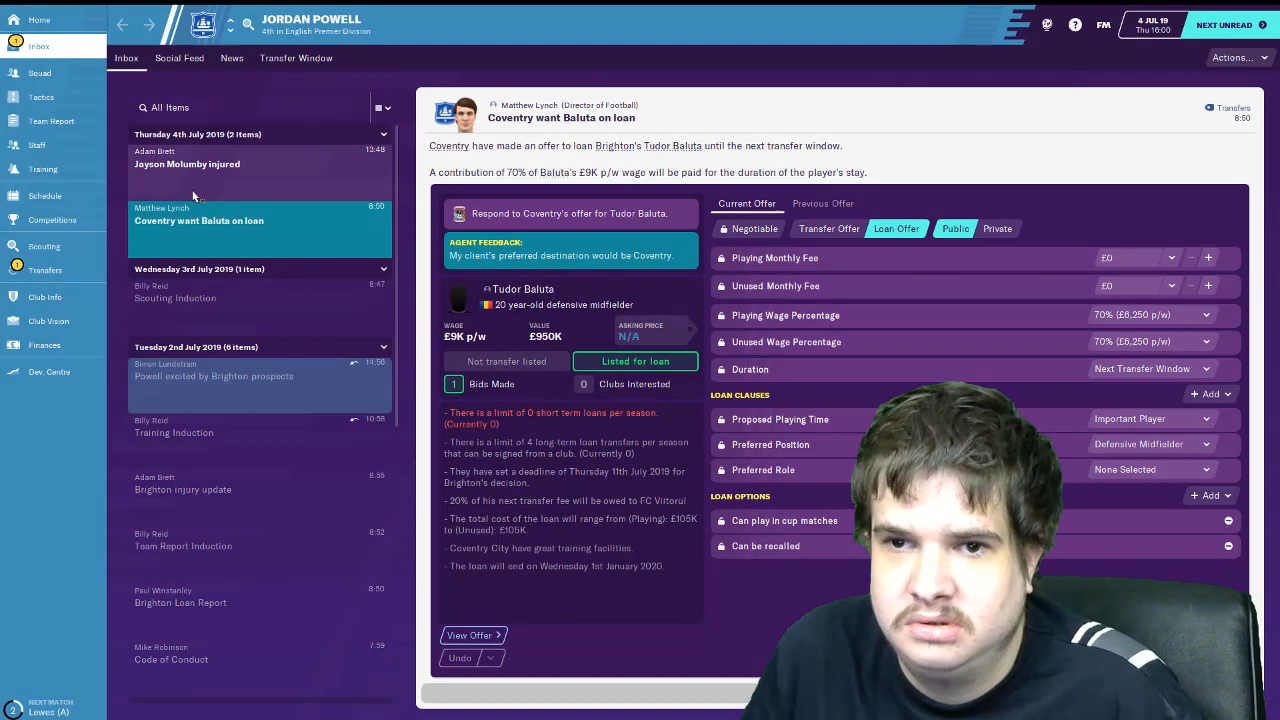 Home
JORDAN POWELL
4th in English Premier Division
FM
4 JUL 19
Thu 16:00
NEXT UNREAD
1
Inbox
Inbox
Social Feed
News
Transfer Window
Actions...
Squad
Tactics
Team Report
Staff
Training
Schedule
Competitions
Scouting
1
Transfers
Club Info
Club Vision
Finances
Dev. Centre
2
NEXT MATCH
Lewes (A)
All Items
Thursday 4th July 2019 (2 Items)
Adam Brett
13:48
Jayson Molumby injured
Matthew Lynch
8:50
Coventry want Baluta on loan
Wednesday 3rd July 2019 (1 item)
Billy Reid
8:47
Scouting Induction
Tuesday 2nd July 2019 (6 items)
Simon Lundstram
14:56
Powell excited by Brighton prospects
Billy Reid
10:58
Training Induction
Adam Brett
8:55
Brighton injury update
Billy Reid
8:52
Team Report Induction
Paul Winstanley
8:50
Brighton Loan Report
Mike Robinson
7:59
Code of Conduct
Matthew Lynch (Director of Football)
Coventry want Baluta on loan
Transfers
8:50
Coventry have made an offer to loan Brighton's Tudor Baluta until the next transfer window.
A contribution of 70% of Baluta's £9K p/w wage will be paid for the duration of the player's stay.
Respond to Coventry's offer for Tudor Baluta.
AGENT FEEDBACK:
My client's preferred destination would be Coventry.
Tudor Baluta
20 year-old defensive midfielder
WAGE
£9K p/w
VALUE
£950K
ASKING PRICE
N/A
Not transfer listed
Listed for loan
1 Bids Made
0 Clubs Interested
- There is a limit of 0 short term loans per season.
(Currently 0)
- There is a limit of 4 long-term loan transfers per season
that can be signed from a club. (Currently 0)
- They have set a deadline of Thursday 11th July 2019 for
Brighton's decision.
- 20% of his next transfer fee will be owed to FC Viitorul
- The total cost of the loan will range from (Playing): £105K
to (Unused): £105K.
- Coventry City have great training facilities.
- The loan will end on Wednesday 1st January 2020.
View Offer
Undo
Current Offer
Previous Offer
Negotiable
Transfer Offer
Loan Offer
Public
Private
Playing Monthly Fee
£0
Unused Monthly Fee
£0
Playing Wage Percentage
70% (£6,250 p/w)
Unused Wage Percentage
70% (£6,250 p/w)
Duration
Next Transfer Window
LOAN CLAUSES
+ Add
Proposed Playing Time
Important Player
Preferred Position
Defensive Midfielder
Preferred Role
None Selected
LOAN OPTIONS
+ Add
Can play in cup matches
Can be recalled